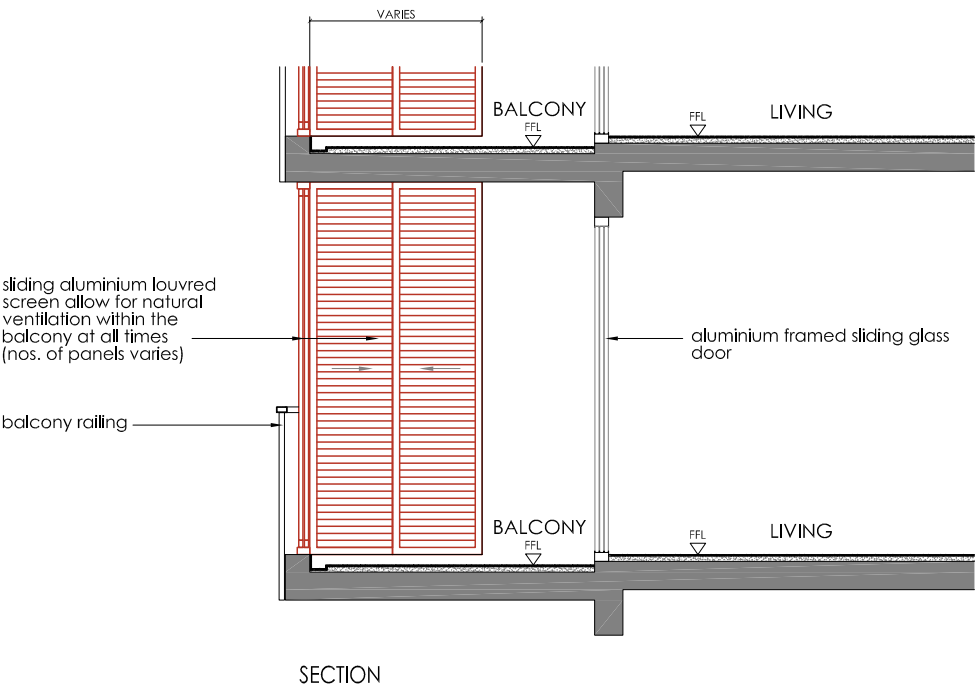 VARIES
BALCONY
FFL
LIVING
FFL
sliding aluminium louvred
screen allow for natural
ventilation within the
balcony at all times
(nos. of panels varies)
aluminium framed sliding glass
door
balcony railing
BALCONY
FFL
LIVING
FFL
SECTION